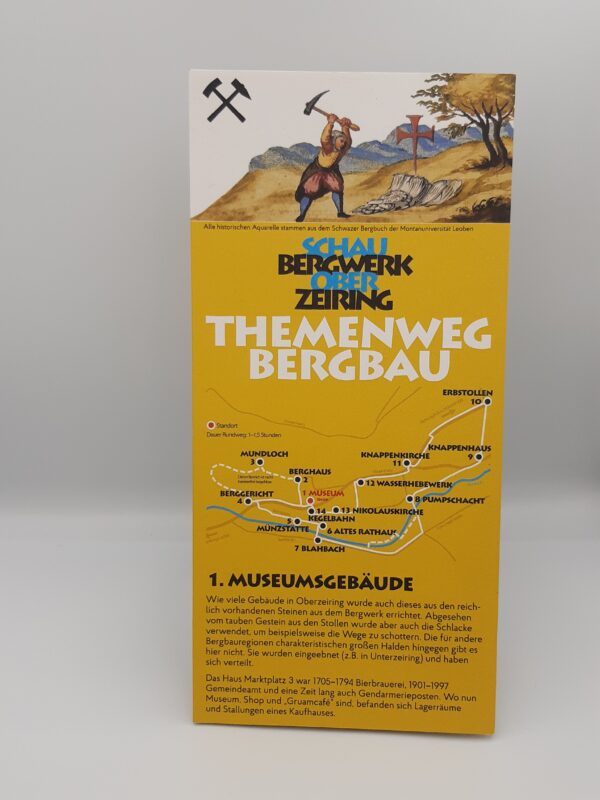 Alle historischen Aquarelle stammen aus dem Schwazer Bergbuch der Montanuniversität Leoben
SCHAU
BERGWERK
OBER
ZEIRING
THEMENWEG
BERGBAU
ERBSTOLLEN
10
Standort
Dauer Rundweg: 1-1,5 Stunden
KNAPPENHAUS
9
MUNDLOCH
3
KNAPPENKIRCHE
11
BERGHAUS
2
12 WASSERHEBEWERK
BERGGERICHT
4
1 MUSEUM
8 PUMPSCHACHT
14
KEGELBAHN
13 NIKOLAUSKIRCHE
5
MÜNZSTÄTTE
6 ALTES RATHAUS
7 BLAHBACH
1. MUSEUMSGEBÄUDE
Wie viele Gebäude in Oberzeiring wurde auch dieses aus den reich-
lich vorhandenen Steinen aus dem Bergwerk errichtet. Abgesehen
vom tauben Gestein aus den Stollen wurde aber auch die Schlacke
verwendet, um beispielsweise die Wege zu schottern. Die für andere
Bergbauregionen charakteristischen großen Halden hingegen gibt es
hier nicht. Sie wurden eingeebnet (z.B. in Unterzeiring) und haben
sich verteilt.
Das Haus Marktplatz 3 war 1705–1794 Bierbrauerei, 1901–1997
Gemeindeamt und eine Zeit lang auch Gendarmerieposten. Wo nun
Museum, Shop und „Gruamcafé" sind, befanden sich Lagerräume
und Stallungen eines Kaufhauses.